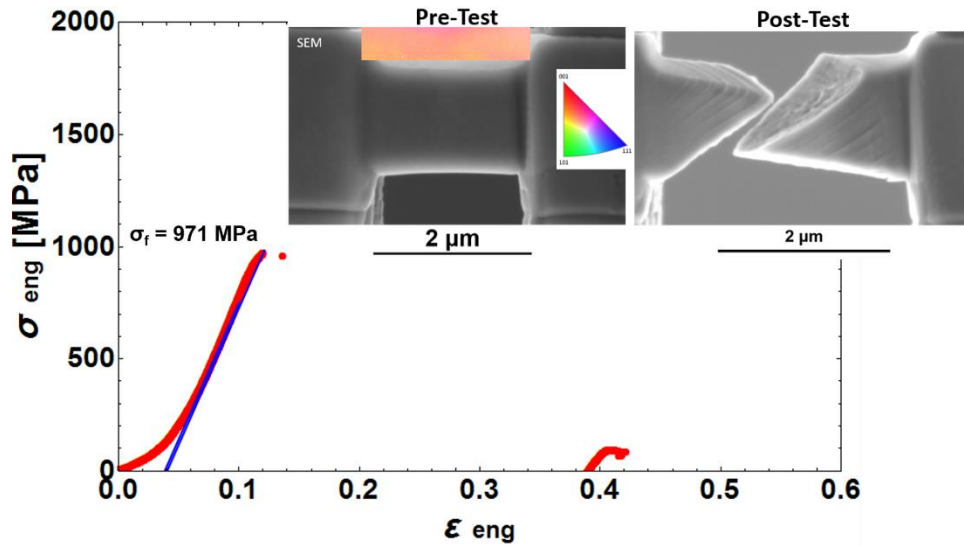 Pre-Test
Post-Test
SEM
001
101
111
2 µm
2 µm
σ eng [MPa]
2000
1500
1000
500
0
σf = 971 MPa
0.0
0.1
0.2
0.3
0.4
0.5
0.6
ε eng